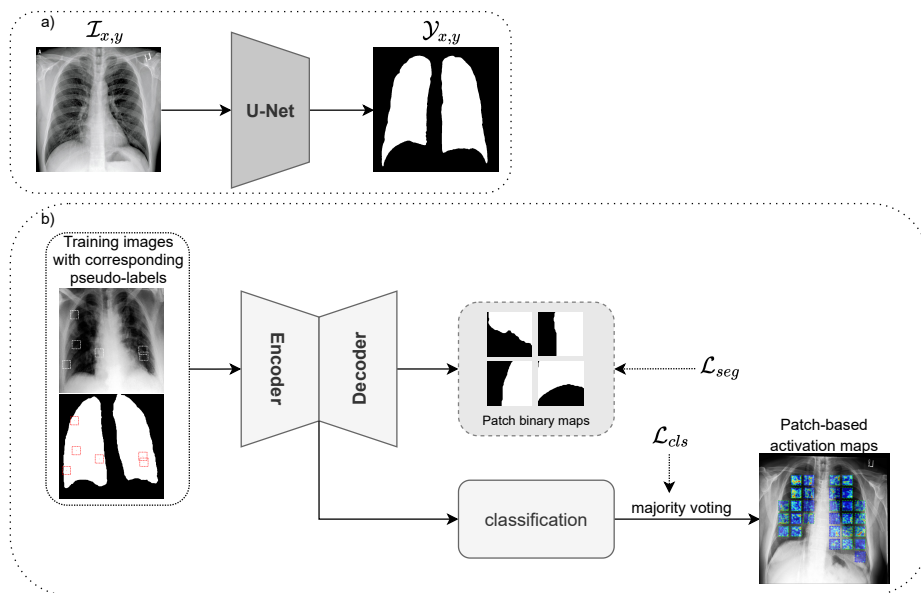 a)
𝓘x,y
𝓨x,y
U-Net
b)
Training images
with corresponding
pseudo-labels
Encoder
Decoder
Patch binary maps
𝓛seg
𝓛cls
Patch-based
activation maps
classification
majority voting